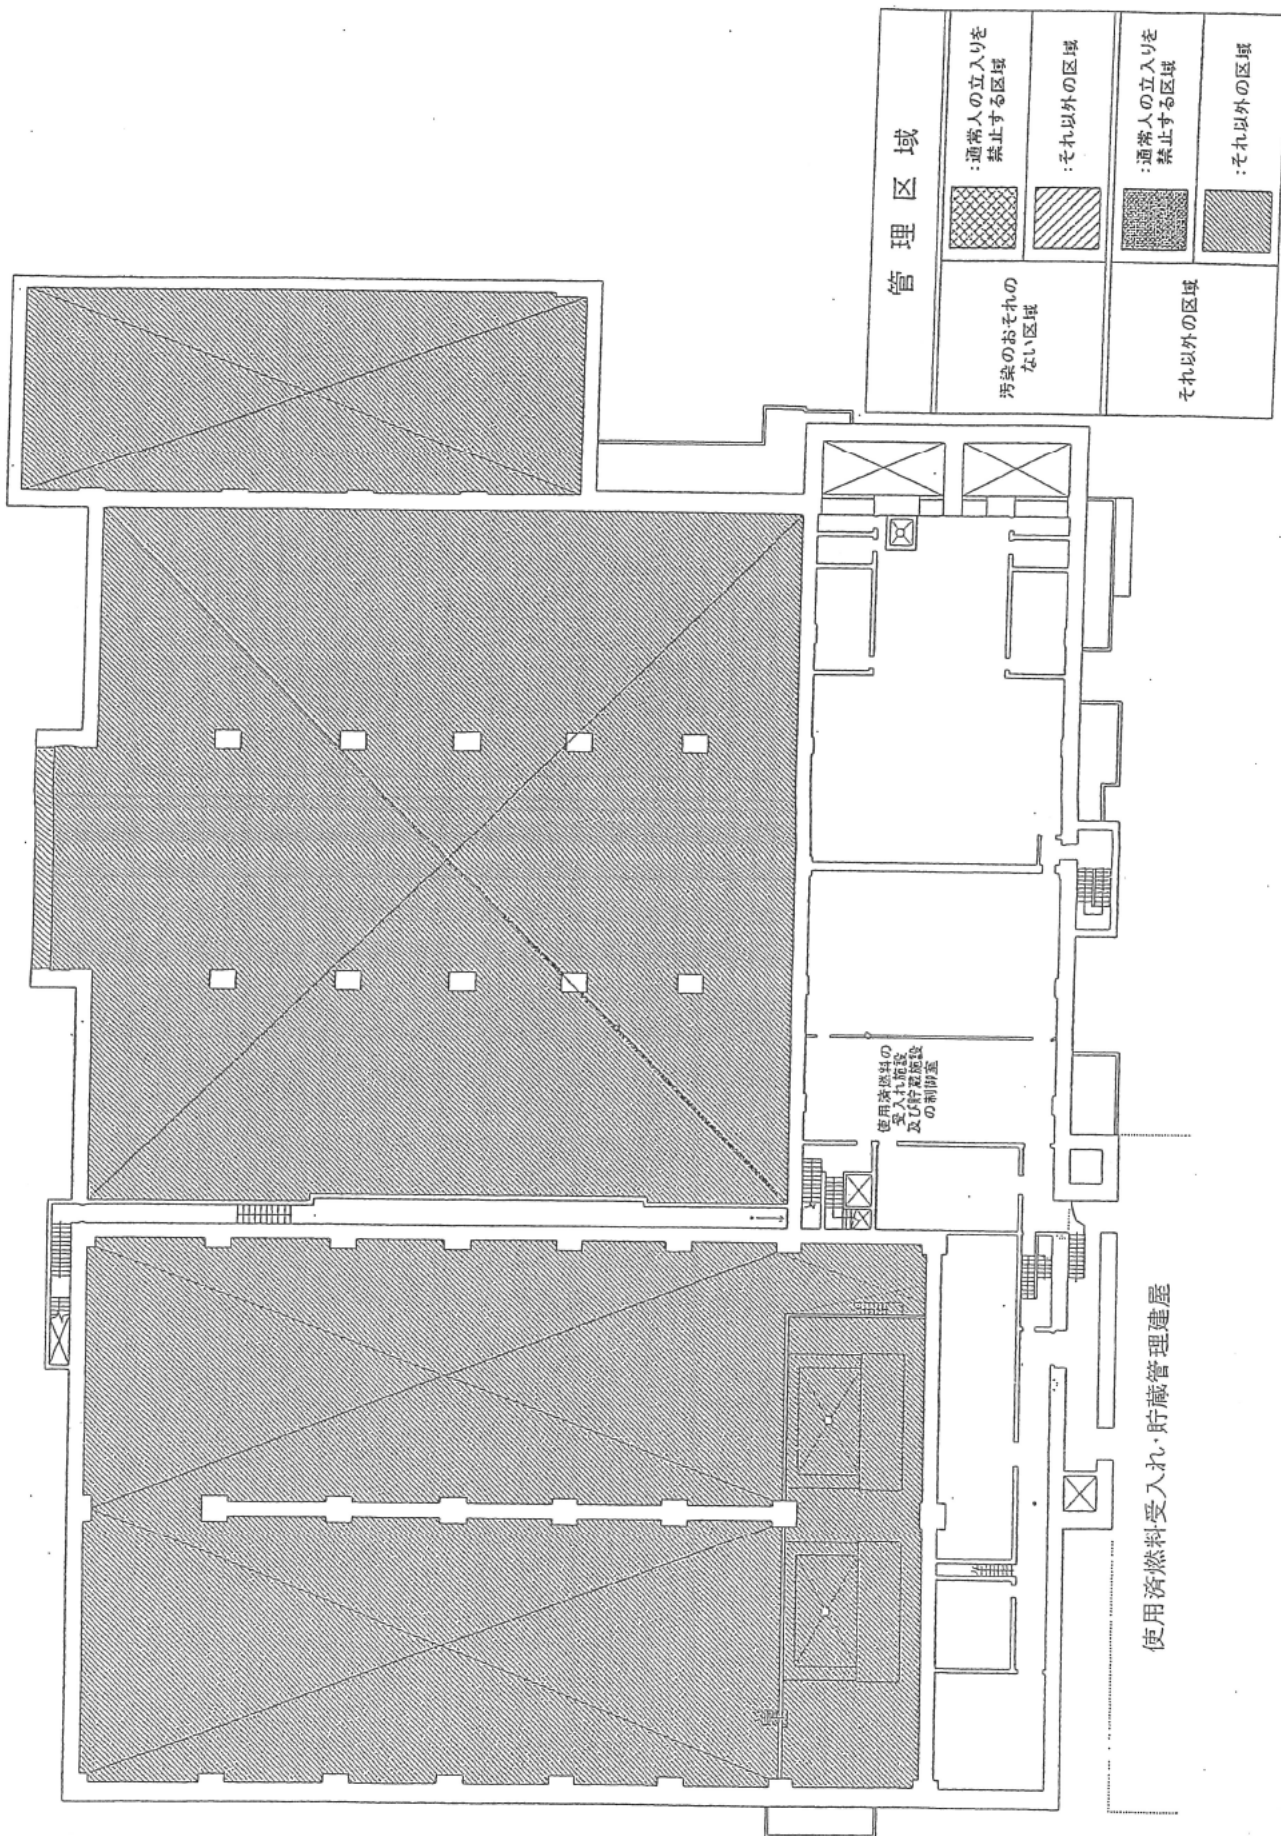 管理区域
汚染のおそれの
ない区域
:通常人の立入りを
禁止する区域
:それ以外の区域
それ以外の区域
:通常人の立入りを
禁止する区域
:それ以外の区域
使用済燃料の
受入れ施設
及び貯蔵施設
の制御室
使用済燃料受入れ・貯蔵管理建屋